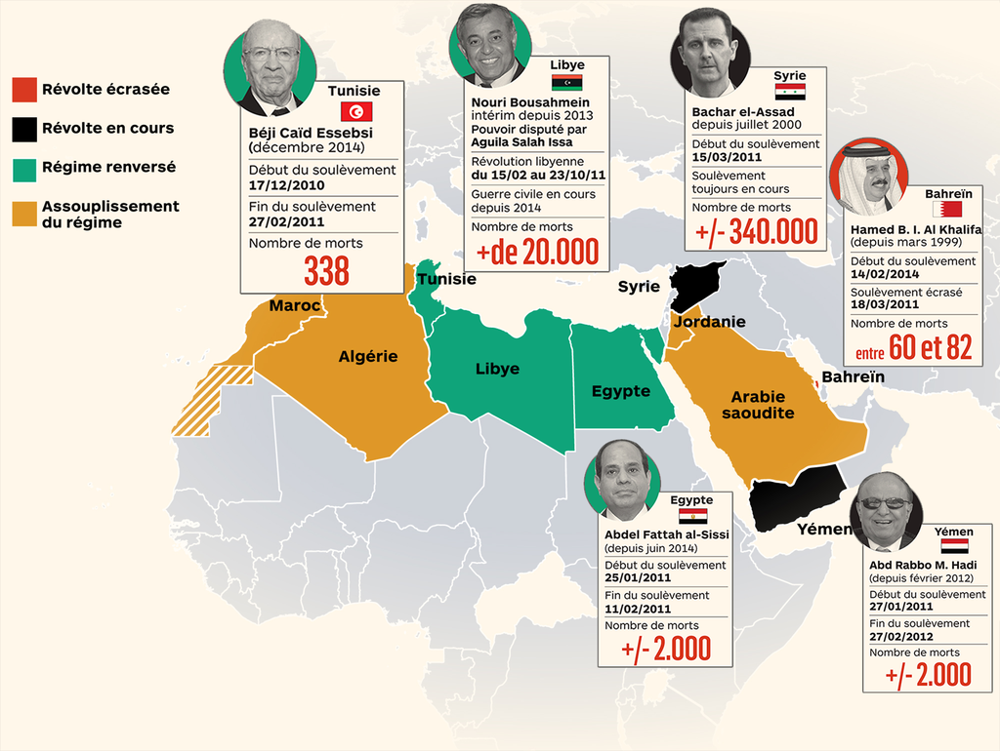 Révolte écrasée
Révolte en cours
Régime renversé
Assouplissement
du régime
Tunisie
Béji Caïd Essebsi
(décembre 2014)
Début du soulèvement
17/12/2010
Fin du soulèvement
27/02/2011
Nombre de morts
338
Libye
Nouri Bousahmein
intérim depuis 2013
Pouvoir disputé par
Aguila Salah Issa
Révolution libyenne
du 15/02 au 23/10/11
Guerre civile en cours
depuis 2014
Nombre de morts
+de 20.000
Syrie
Bachar el-Assad
depuis juillet 2000
Début du soulèvement
15/03/2011
Soulèvement
toujours en cours
Nombre de morts
+/- 340.000
Bahreïn
Hamed B. I. Al Khalifa
(depuis mars 1999)
Début du soulèvement
14/02/2014
Soulèvement écrasé
18/03/2011
Nombre de morts
entre 60 et 82
Tunisie
Syrie
Maroc
Jordanie
Algérie
Libye
Egypte
Bahreïn
Arabie
saoudite
Yémen
Egypte
Abdel Fattah al-Sissi
(depuis juin 2014)
Début du soulèvement
25/01/2011
Fin du soulèvement
11/02/2011
Nombre de morts
+/- 2.000
Yémen
Abd Rabbo M. Hadi
(depuis février 2012)
Début du soulèvement
27/01/2011
Fin du soulèvement
27/02/2012
Nombre de morts
+/- 2.000